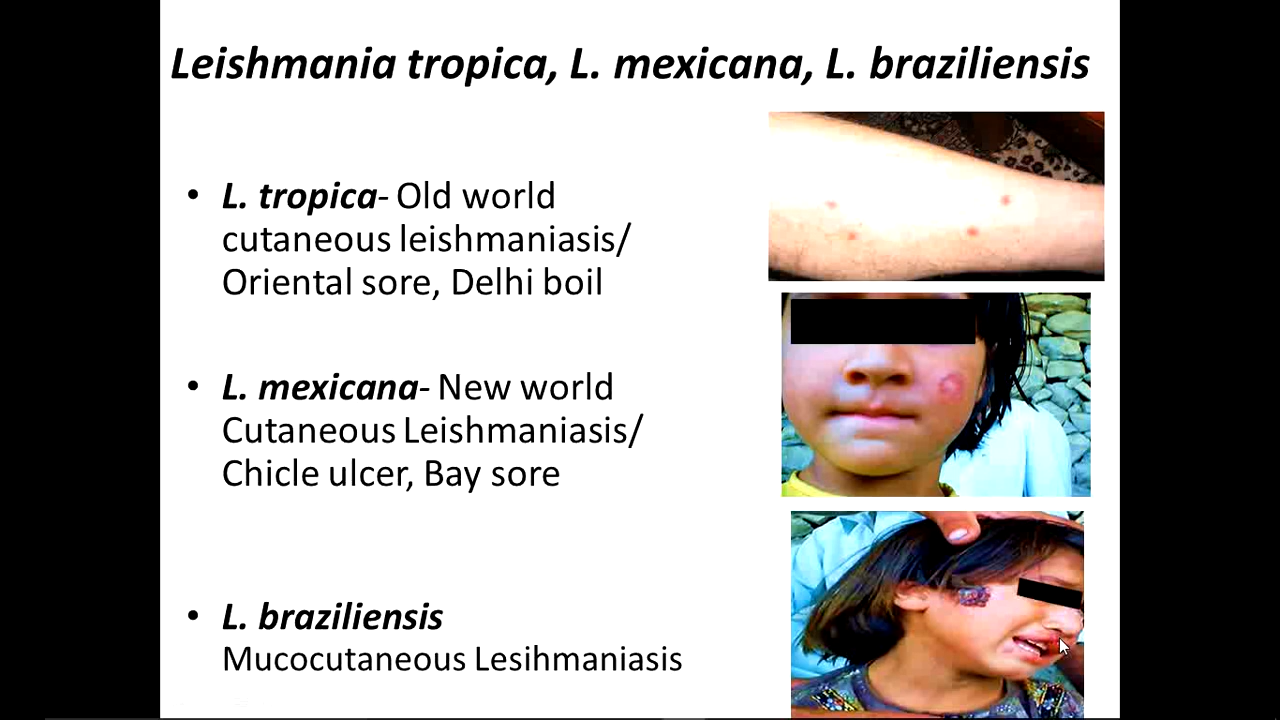 Leishmania tropica, L. mexicana, L. braziliensis
• L. tropica- Old world
cutaneous leishmaniasis/
Oriental sore, Delhi boil
• L. mexicana- New world
Cutaneous Leishmaniasis/
Chicle ulcer, Bay sore
• L. braziliensis
Mucocutaneous Lesihmaniasis